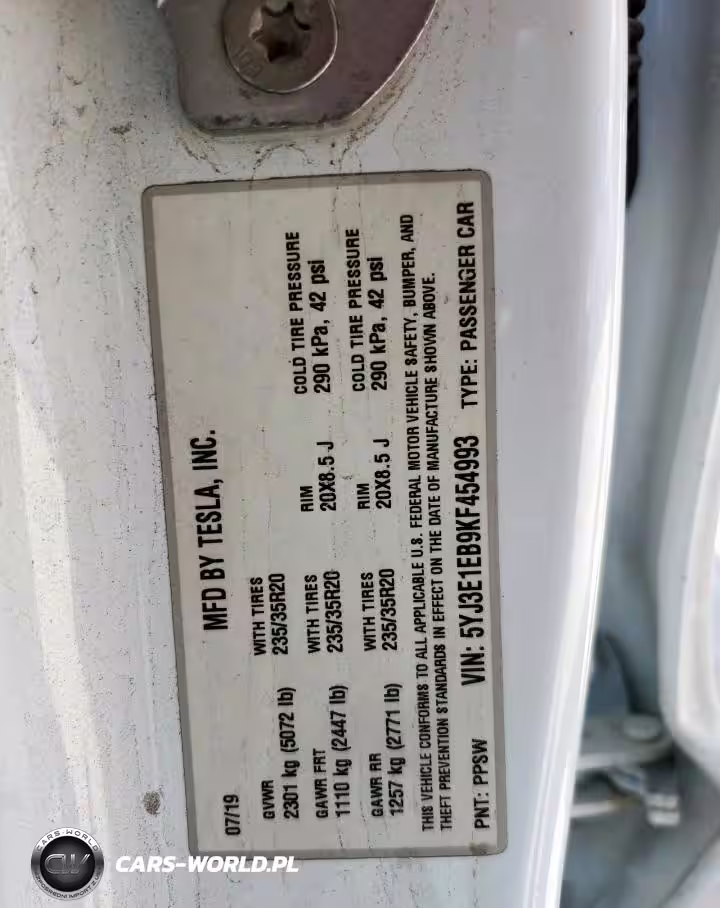 MFD BY TESLA, INC.
07/19
GVWR
2301 kg (5072 lb)
WITH TIRES
235/35R20
GAWR FRT
1110 kg (2447 lb)
WITH TIRES
235/35R20
RIM
20X8.5 J
COLD TIRE PRESSURE
290 kPa, 42 psi
GAWR RR
1257 kg (2771 lb)
WITH TIRES
235/35R20
RIM
20X8.5 J
COLD TIRE PRESSURE
290 kPa, 42 psi
THIS VEHICLE CONFORMS TO ALL APPLICABLE U.S. FEDERAL MOTOR VEHICLE SAFETY, BUMPER, AND
THEFT PREVENTION STANDARDS IN EFFECT ON THE DATE OF MANUFACTURE SHOWN ABOVE.
PNT: PPSW VIN: 5YJ3E1EB9KF454993 TYPE: PASSENGER CAR
CARS-WORLD
CW
CARS-WORLD.PL